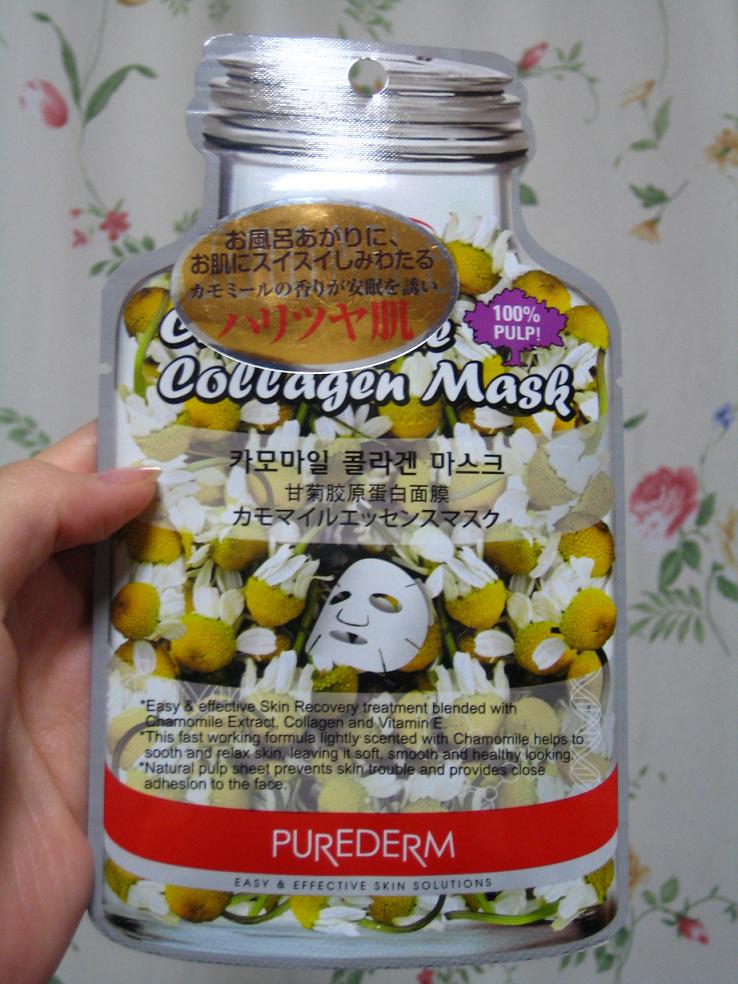 お風呂あがりに、
お肌にスイスイしみわたる
カモミールの香りが安眠を誘い
ハリツヤ肌
100%
PULP!
Collagen Mask
카모마일 콜라겐 마스크
甘菊胶原蛋白面膜
カモマイルエッセンスマスク
*Easy & effective Skin Recovery treatment blended with
Chamomile Extract, Collagen and Vitamin E.
*This fast working formula lightly scented with Chamomile helps to
sooth and relax skin, leaving it soft, smooth and healthy looking.
*Natural pulp sheet prevents skin trouble and provides close
adhesion to the face.
PUREDERM
EASY & EFFECTIVE SKIN SOLUTIONS